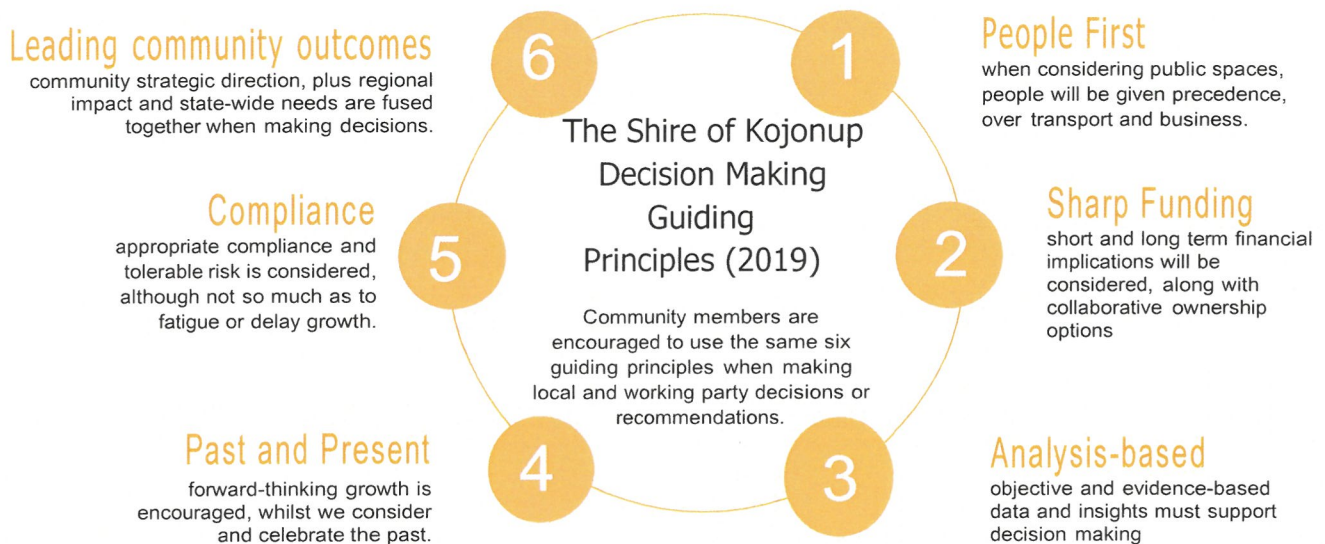 The Shire of Kojonup
Decision Making
Guiding
Principles (2019)
Community members are
encouraged to use the same six
guiding principles when making
local and working party decisions or
recommendations.
1
People First
when considering public spaces,
people will be given precedence,
over transport and business.
2
Sharp Funding
short and long term financial
implications will be
considered, along with
collaborative ownership
options
3
Analysis-based
objective and evidence-based
data and insights must support
decision making
4
Past and Present
forward-thinking growth is
encouraged, whilst we consider
and celebrate the past.
5
Compliance
appropriate compliance and
tolerable risk is considered,
although not so much as to
fatigue or delay growth.
6
Leading community outcomes
community strategic direction, plus regional
impact and state-wide needs are fused
together when making decisions.